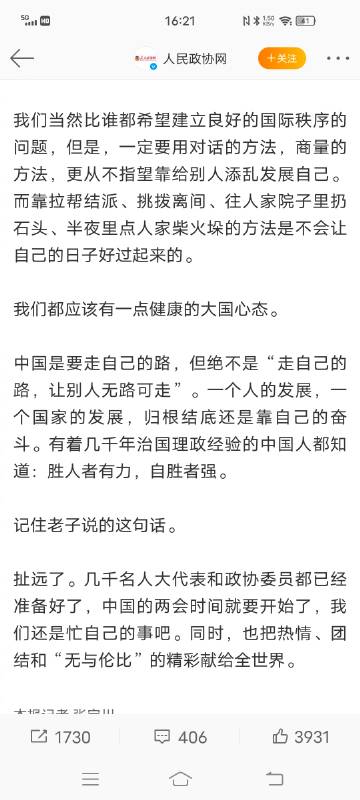 5G HD 16:21 1.50 KB/s 41
人民政协网 +关注
我们当然比谁都希望建立良好的国际秩序的
问题，但是，一定要用对话的方法，商量的
方法，更从不指望靠给别人添乱发展自己。
而靠拉帮结派、挑拨离间、往人家院子里扔
石头、半夜里点人家柴火垛的方法是不会让
自己的日子好过起来的。
我们都应该有一点健康的大国心态。
中国是要走自己的路，但绝不是“走自己的
路，让别人无路可走”。一个人的发展，一
个国家的发展，归根结底还是靠自己的奋
斗。有着几千年治国理政经验的中国人都知
道：胜人者有力，自胜者强。
记住老子说的这句话。
扯远了。几千名人大代表和政协委员都已经
准备好了，中国的两会时间就要开始了，我
们还是忙自己的事吧。同时，也把热情、团
结和“无与伦比”的精彩献给全世界。
1730 406 3931